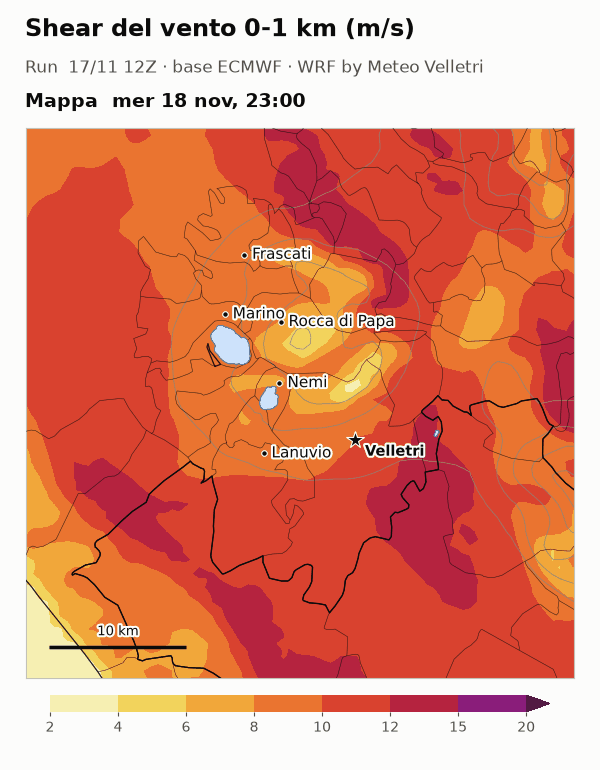 Shear del vento 0-1 km (m/s)
Run  17/11 12Z · base ECMWF · WRF by Meteo Velletri
Mappa  mer 18 nov, 23:00
Frascati
Marino
Rocca di Papa
Nemi
Velletri
Lanuvio
10 km
2 4 6 8 10 12 15 20